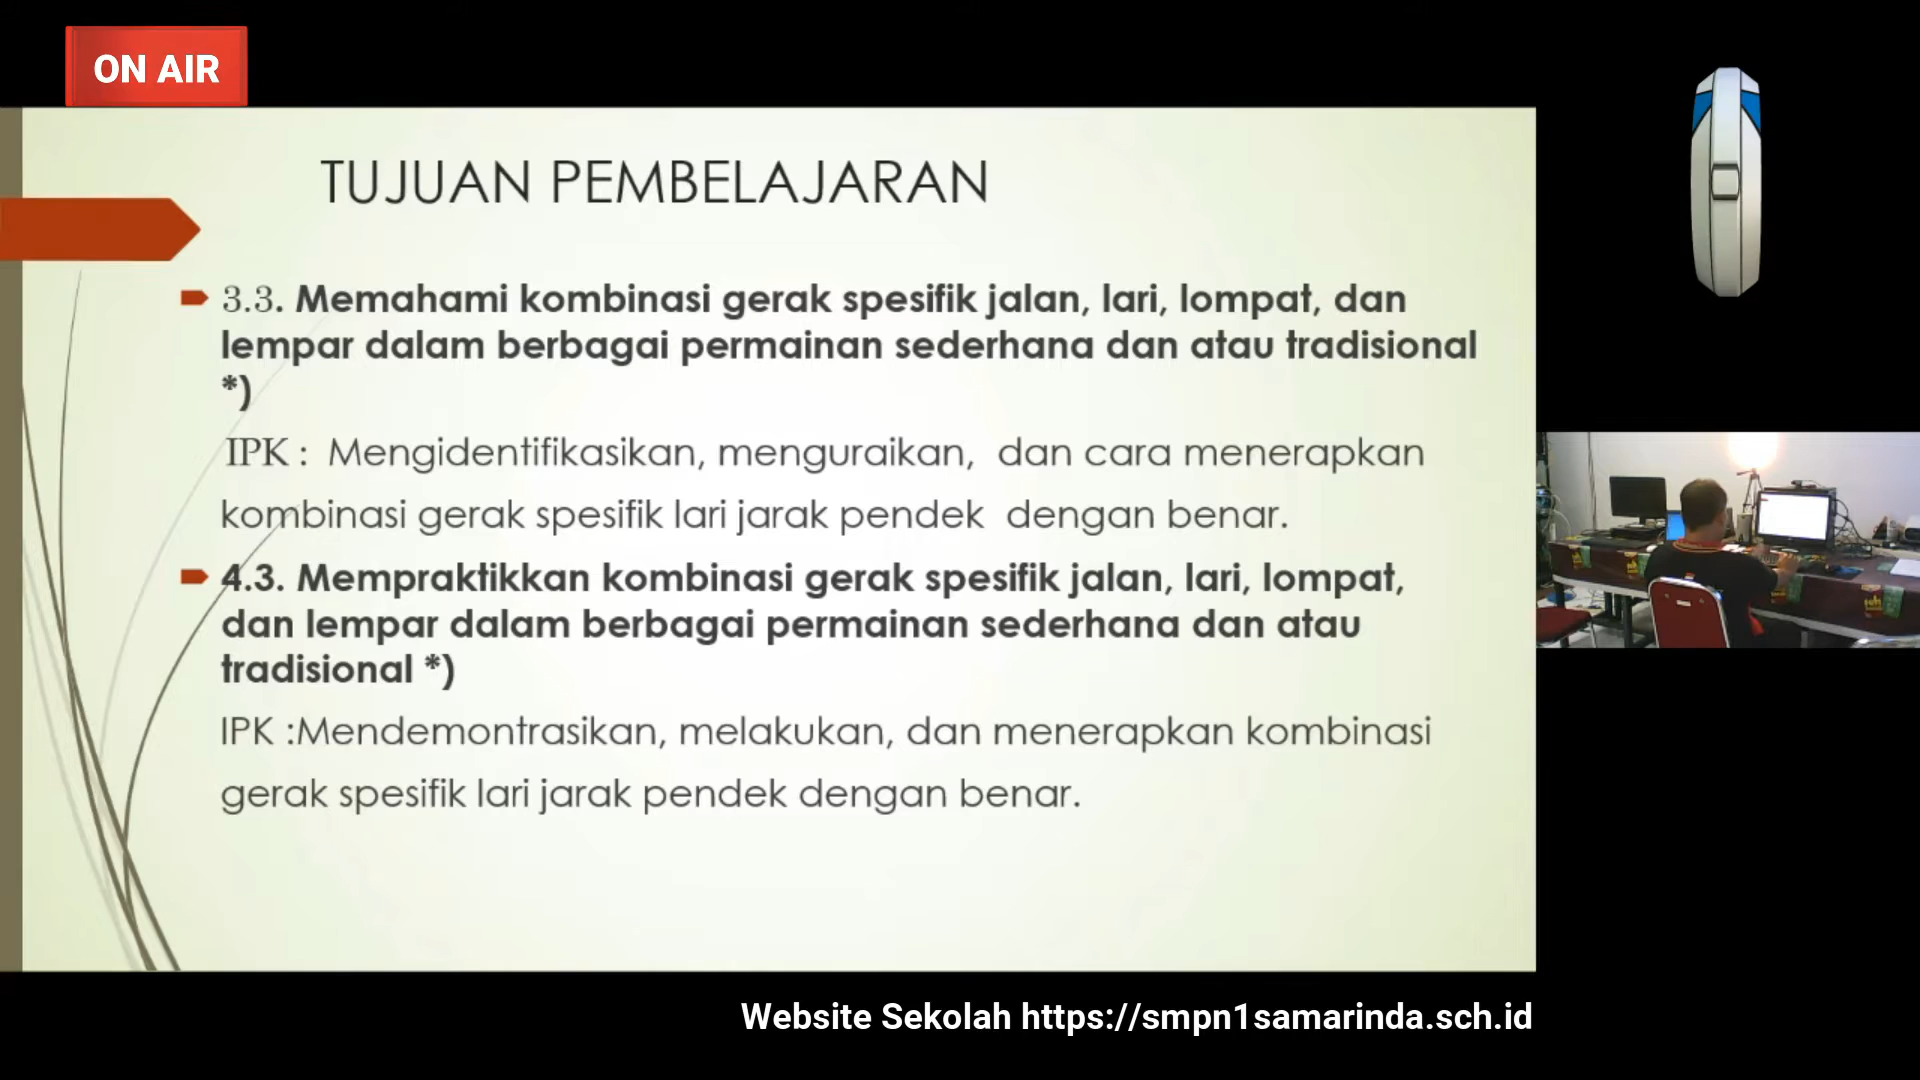 ON AIR
TUJUAN PEMBELAJARAN
3.3. Memahami kombinasi gerak spesifik jalan, lari, lompat, dan
lempar dalam berbagai permainan sederhana dan atau tradisional
*)
IPK : Mengidentifikasikan, menguraikan, dan cara menerapkan
kombinasi gerak spesifik lari jarak pendek dengan benar.
4.3. Mempraktikkan kombinasi gerak spesifik jalan, lari, lompat,
dan lempar dalam berbagai permainan sederhana dan atau
tradisional *)
IPK :Mendemontrasikan, melakukan, dan menerapkan kombinasi
gerak spesifik lari jarak pendek dengan benar.
Website Sekolah https://smpn1samarinda.sch.id